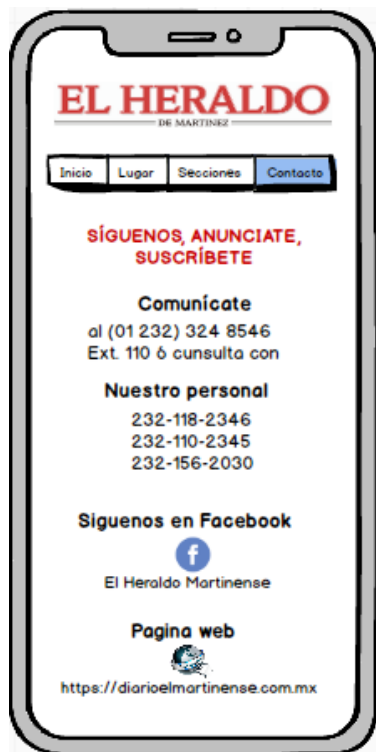 EL HERALDO
DE MARTINEZ
Inicio Lugar Secciones Contacto
SÍGUENOS, ANUNCIATE,
SUSCRÍBETE
Comunícate
al (01 232) 324 8546
Ext. 110 ó cunsulta con
Nuestro personal
232-118-2346
232-110-2345
232-156-2030
Siguenos en Facebook
f
El Heraldo Martinense
Pagina web
https://diarioelmartinense.com.mx